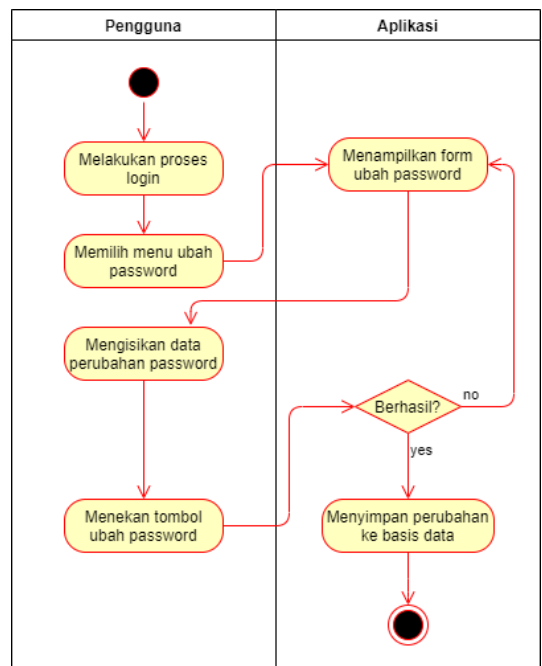 Pengguna
Aplikasi
Melakukan proses
login
Menampilkan form
ubah password
Memilih menu ubah
password
Mengisikan data
perubahan password
Berhasil?
no
yes
Menekan tombol
ubah password
Menyimpan perubahan
ke basis data